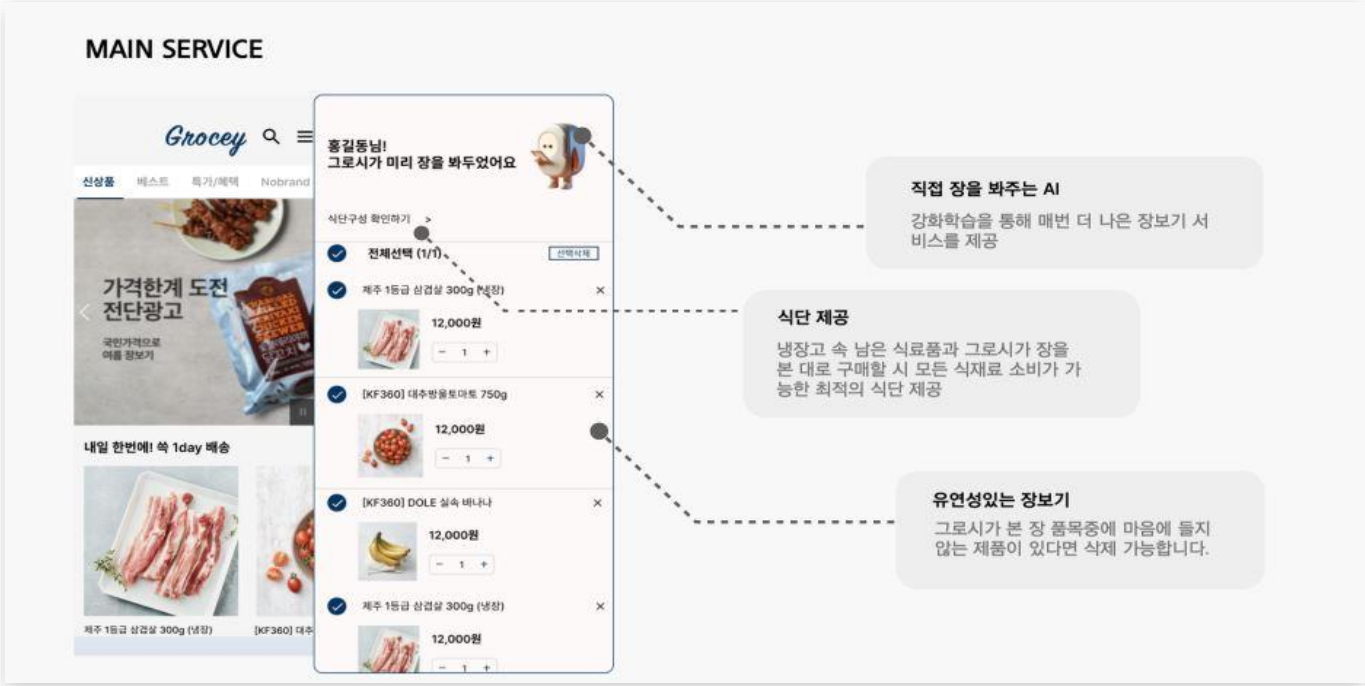 MAIN SERVICE
Grocey
신상품 베스트 특가/혜택 Nobrand
가격한계 도전
전단광고
국민가격으로
여름 장보기
내일 한번에! 쓱 1day 배송
제주 1등급 삼겹살 300g (냉장)
[KF360] 대추
홍길동님!
그로시가 미리 장을 봐두었어요
식단구성 확인하기 >
전체선택 (1/1)
선택삭제
제주 1등급 삼겹살 300g (냉장) ×
12,000원
− 1 +
[KF360] 대추방울토마토 750g ×
12,000원
− 1 +
[KF360] DOLE 실속 바나나 ×
12,000원
− 1 +
제주 1등급 삼겹살 300g (냉장) ×
12,000원
− 1 +
직접 장을 봐주는 AI
강화학습을 통해 매번 더 나은 장보기 서
비스를 제공
식단 제공
냉장고 속 남은 식료품과 그로시가 장을
본 대로 구매할 시 모든 식재료 소비가 가
능한 최적의 식단 제공
유연성있는 장보기
그로시가 본 장 품목중에 마음에 들지
않는 제품이 있다면 삭제 가능합니다.